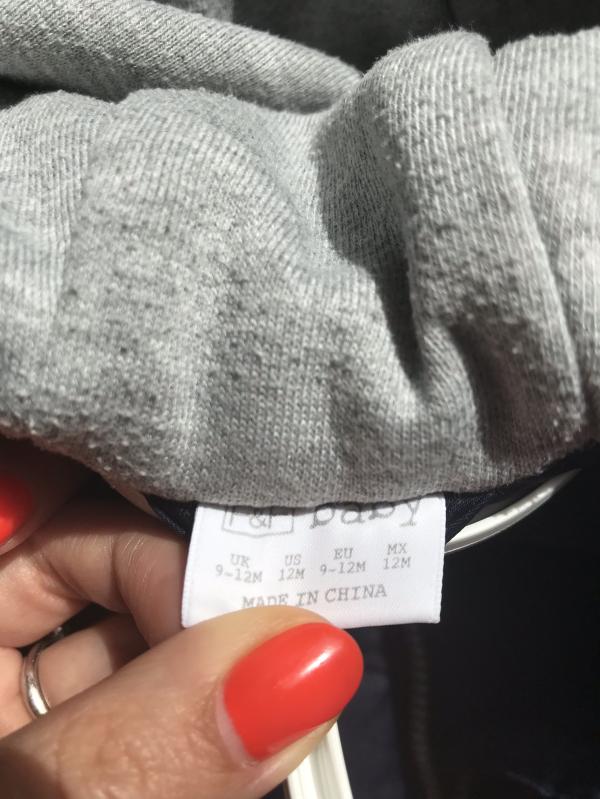 F&F baby
UK US EU MX
9-12M 12M 9-12M 12M
MADE IN CHINA